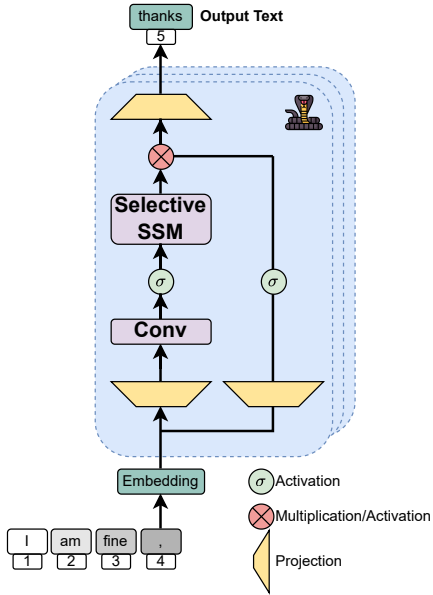 thanks
Output Text
5
Selective
SSM
σ
σ
Conv
Embedding
σ Activation
Multiplication/Activation
Projection
I am fine ,
1 2 3 4